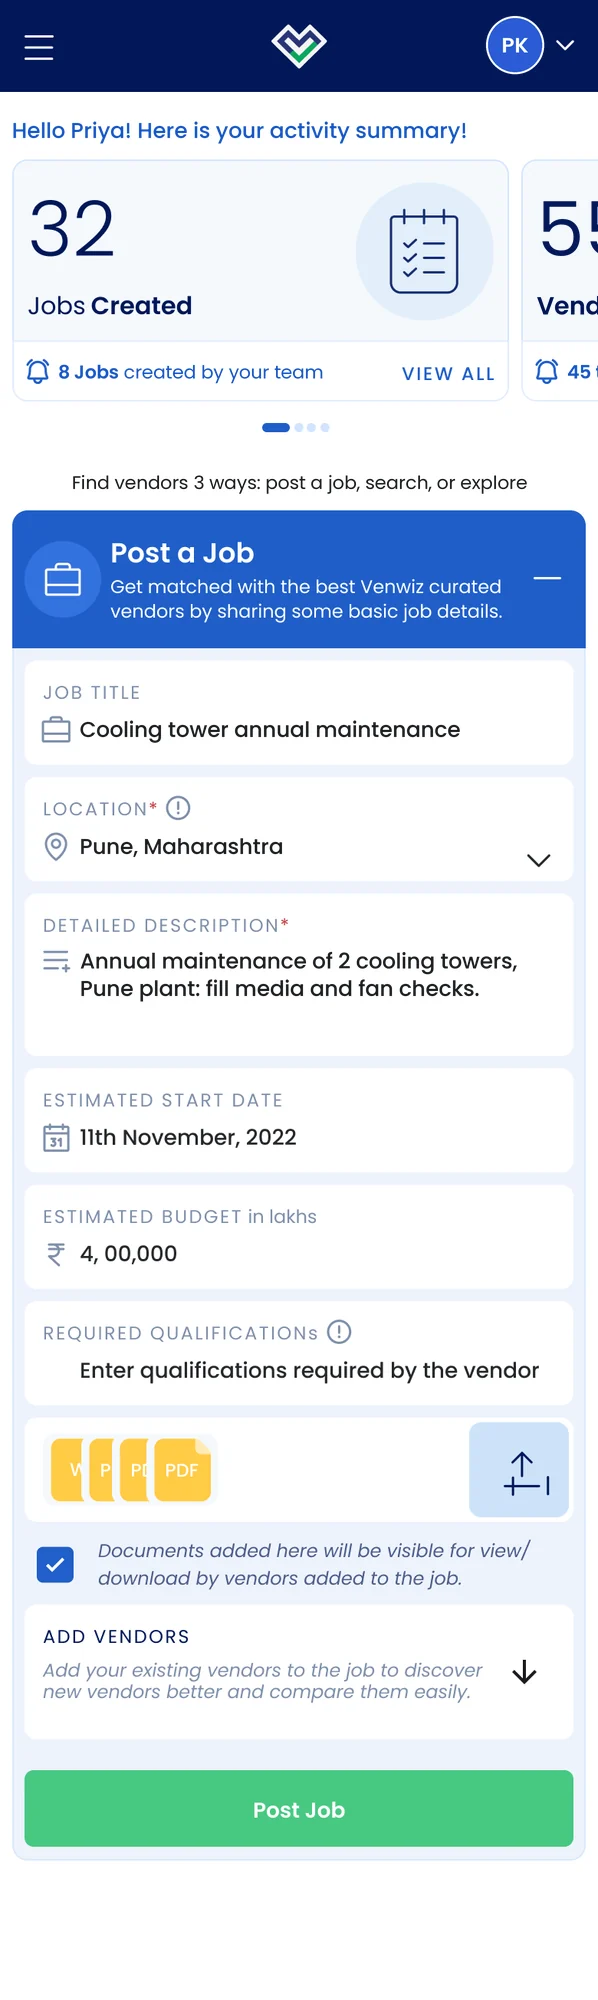 PK
Hello Priya! Here is your activity summary!
32
Jobs Created
8 Jobs created by your team
VIEW ALL
45
Find vendors 3 ways: post a job, search, or explore
Post a Job
Get matched with the best Venwiz curated
vendors by sharing some basic job details.
JOB TITLE
Cooling tower annual maintenance
LOCATION*
Pune, Maharashtra
DETAILED DESCRIPTION*
Annual maintenance of 2 cooling towers,
Pune plant: fill media and fan checks.
ESTIMATED START DATE
31
11th November, 2022
ESTIMATED BUDGET in lakhs
₹ 4, 00,000
REQUIRED QUALIFICATIONs
Enter qualifications required by the vendor
PDF
Documents added here will be visible for view/
download by vendors added to the job.
ADD VENDORS
Add your existing vendors to the job to discover
new vendors better and compare them easily.
Post Job